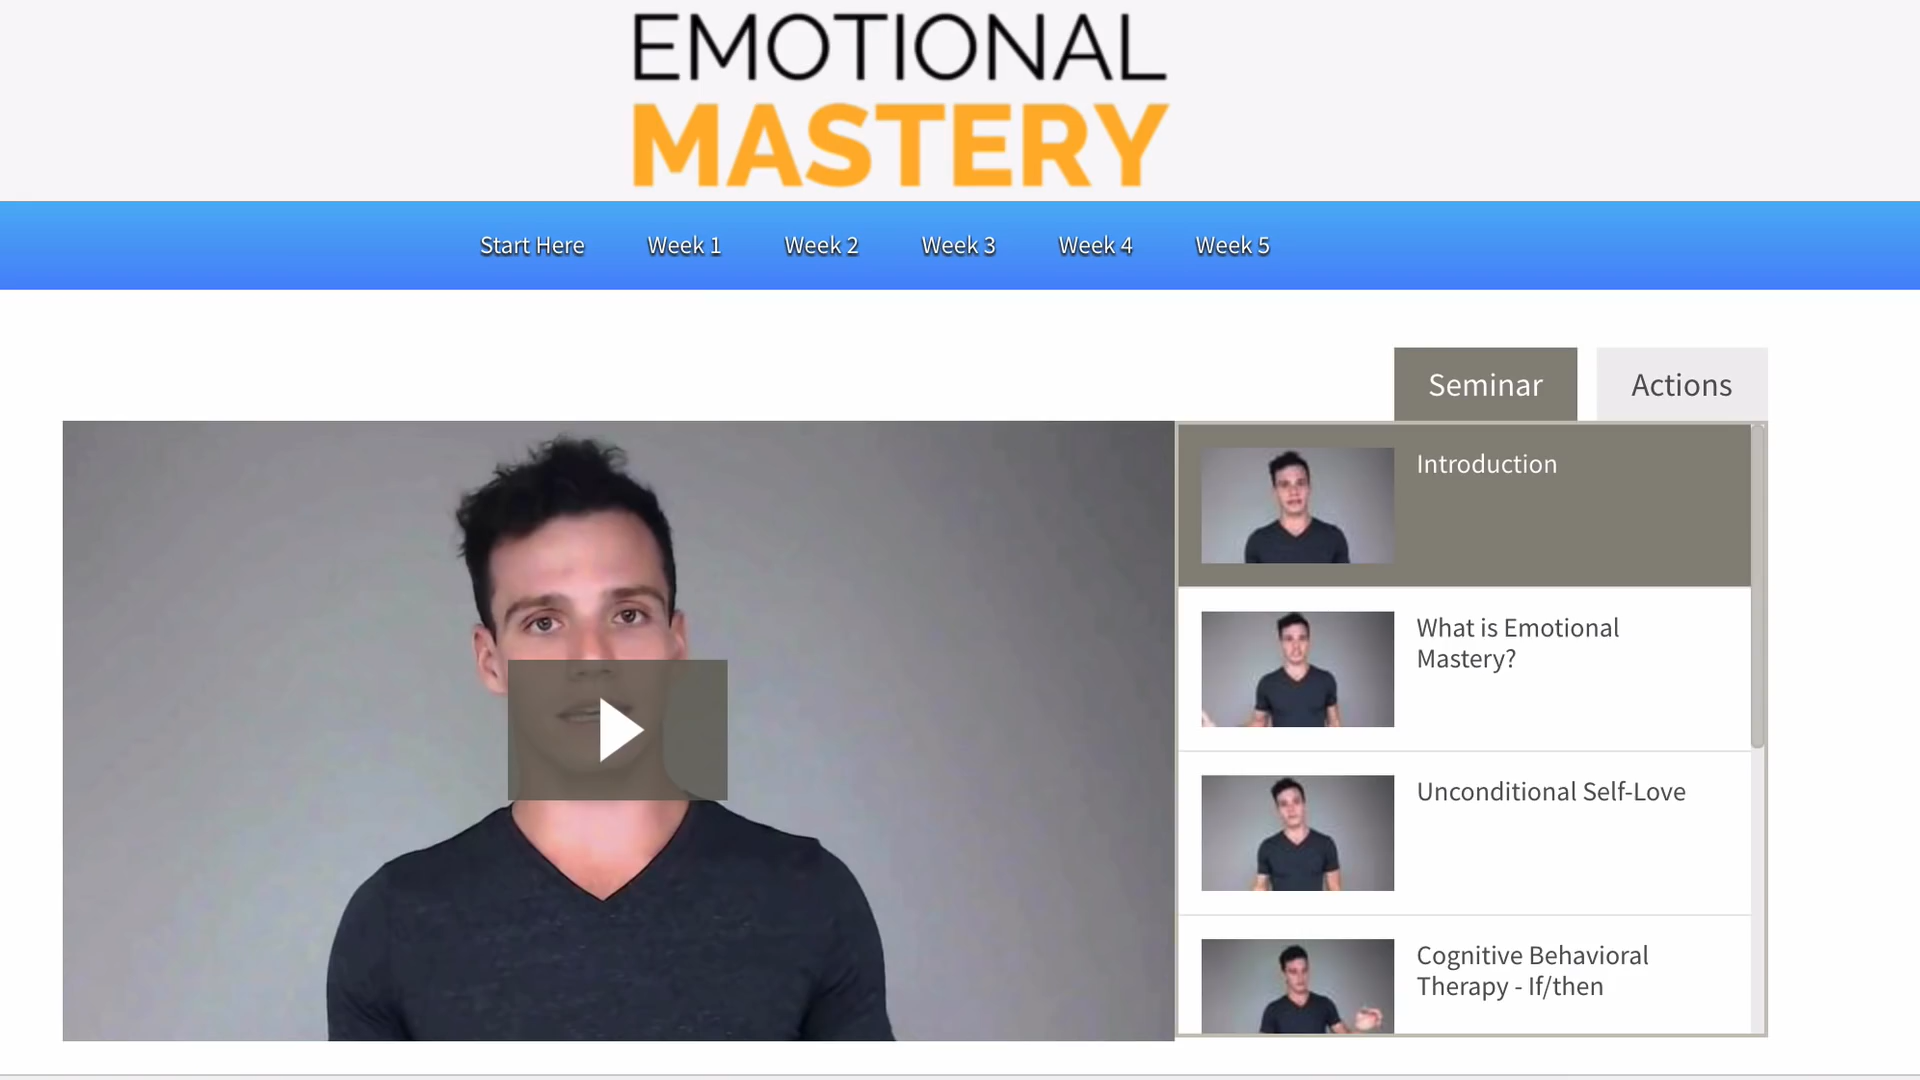 EMOTIONAL
MASTERY
Start Here
Week 1
Week 2
Week 3
Week 4
Week 5
Seminar
Actions
Introduction
What is Emotional
Mastery?
Unconditional Self-Love
Cognitive Behavioral
Therapy - If/then